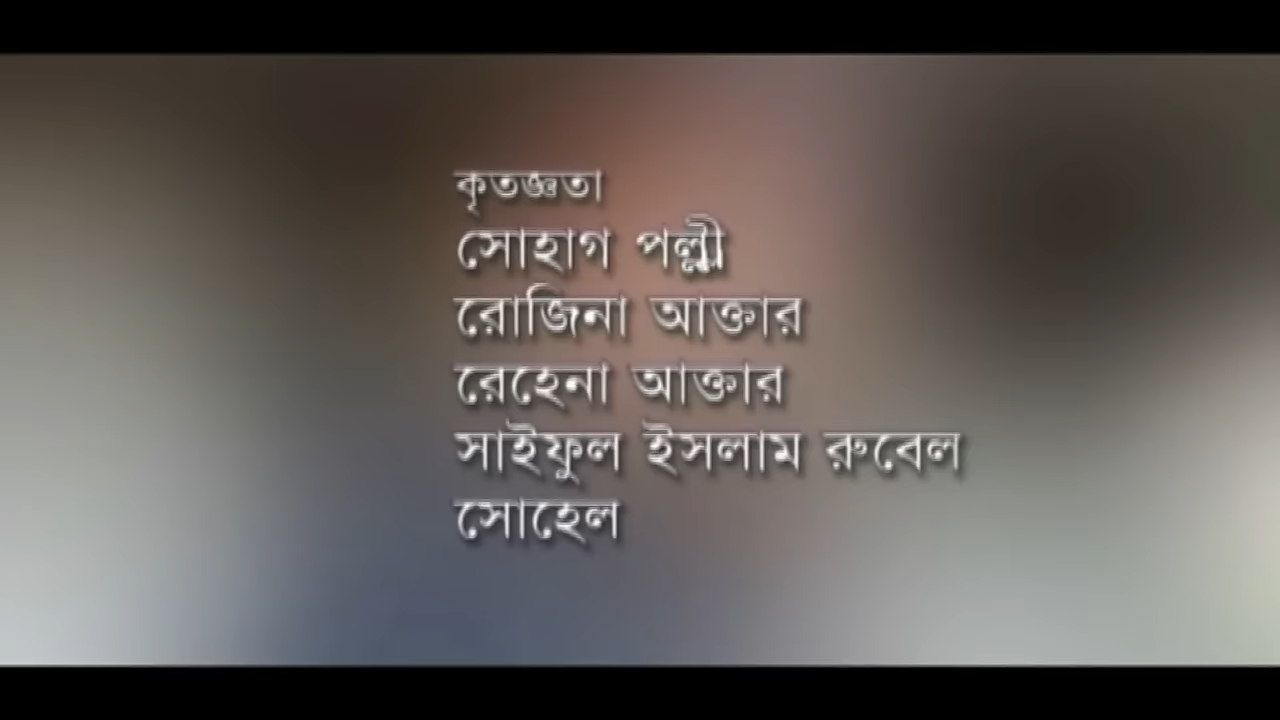 কৃতজ্ঞতা
সোহাগ পল্লী
রোজিনা আক্তার
রেহেনা আক্তার
সাইফুল ইসলাম রুবেল
সোহেল